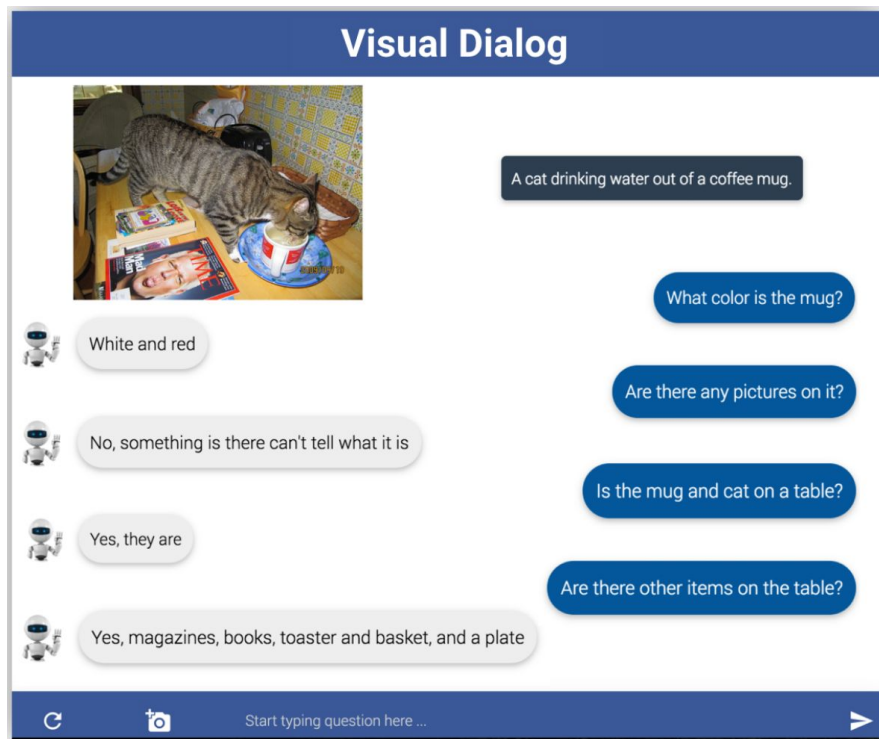 Visual Dialog
A cat drinking water out of a coffee mug.
TIME
Mad
Man
What color is the mug?
White and red
Are there any pictures on it?
No, something is there can't tell what it is
Is the mug and cat on a table?
Yes, they are
Are there other items on the table?
Yes, magazines, books, toaster and basket, and a plate
Start typing question here ...